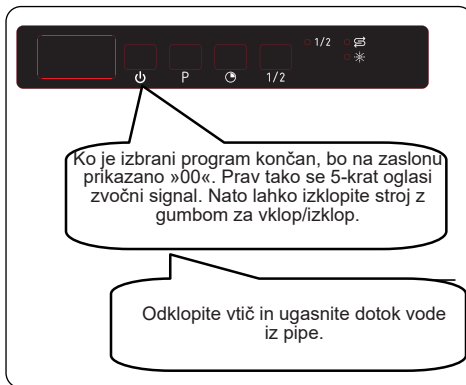 1/2
P 1/2
Ko je izbrani program končan, bo na zaslonu
prikazano »00«. Prav tako se 5-krat oglasi
zvočni signal. Nato lahko izklopite stroj z
gumbom za vklop/izklop.
Odklopite vtič in ugasnite dotok vode
iz pipe.